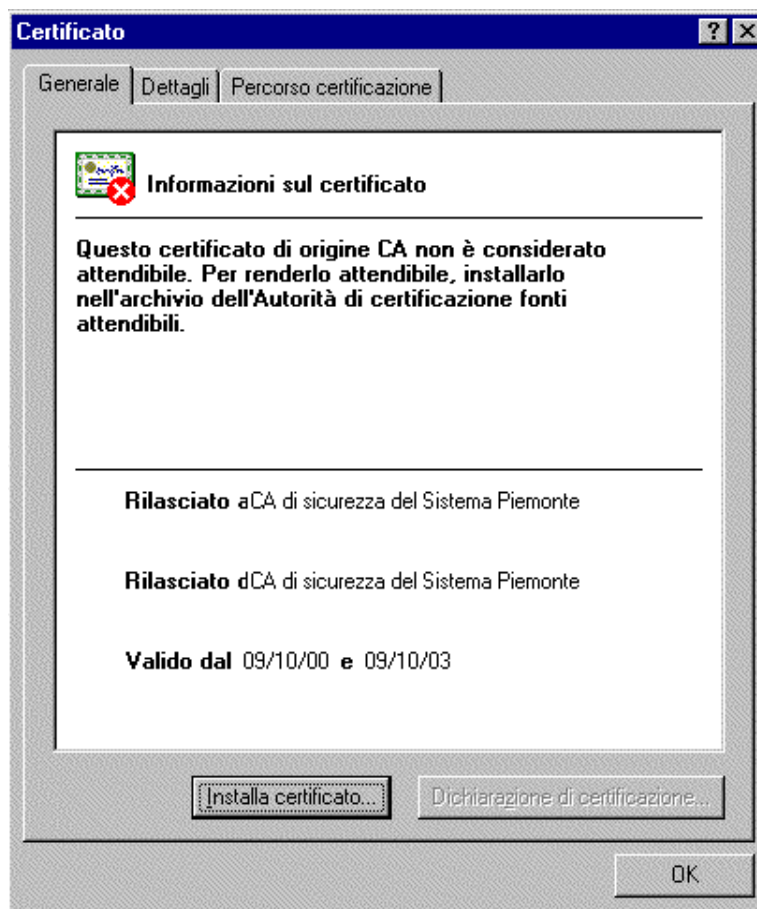 Certificato
Generale Dettagli Percorso certificazione
Informazioni sul certificato
Questo certificato di origine CA non è considerato
attendibile. Per renderlo attendibile, installarlo
nell'archivio dell'Autorità di certificazione fonti
attendibili.
Rilasciato aCA di sicurezza del Sistema Piemonte
Rilasciato dCA di sicurezza del Sistema Piemonte
Valido dal 09/10/00 e 09/10/03
Installa certificato... Dichiarazione di certificazione...
OK